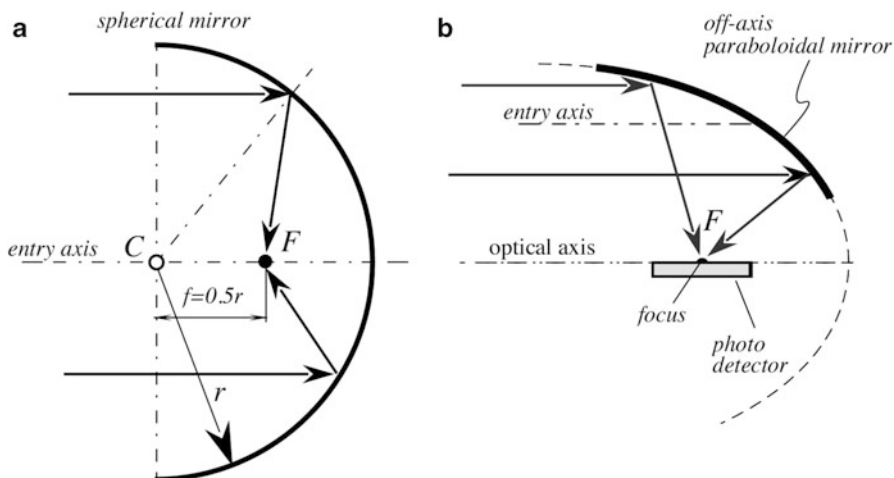 a
spherical mirror
entry axis
C
F
f=0.5r
r
b
off-axis
paraboloidal mirror
entry axis
F
optical axis
focus
photo
detector